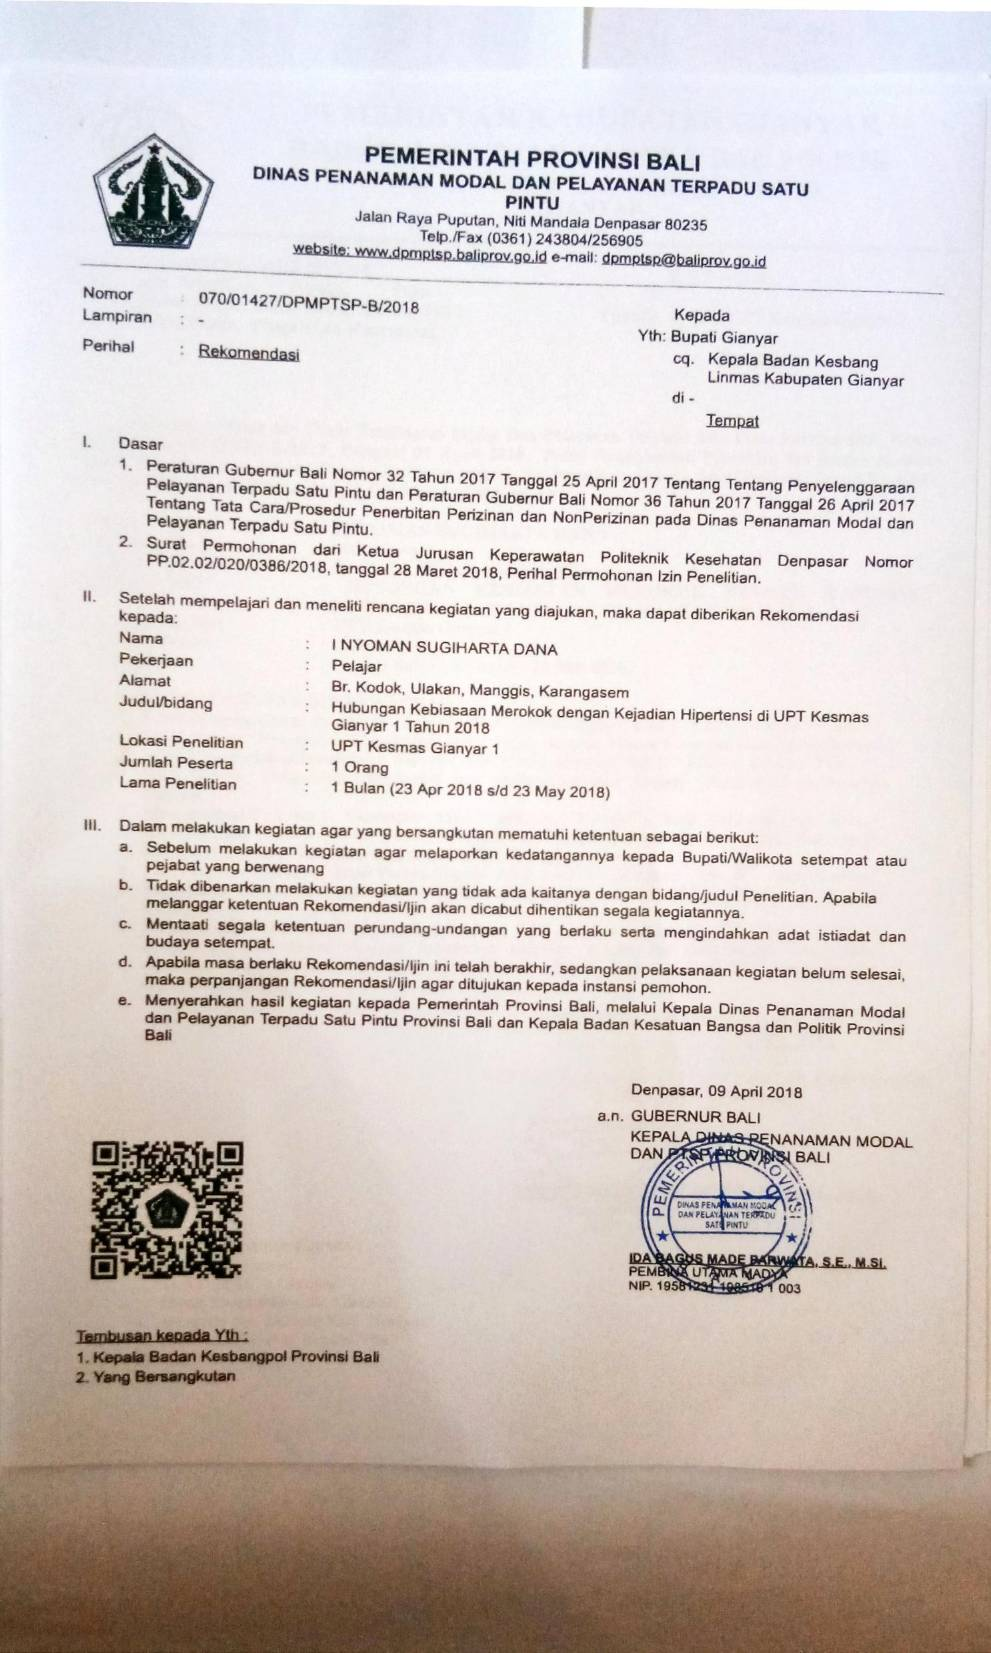 PEMERINTAH PROVINSI BALI
DINAS PENANAMAN MODAL DAN PELAYANAN TERPADU SATU
PINTU
Jalan Raya Puputan, Niti Mandala Denpasar 80235
Telp./Fax (0361) 243804/256905
website: www.dpmptsp.baliprov.go.id e-mail: dpmptsp@baliprov.go.id
Nomor : 070/01427/DPMPTSP-B/2018
Lampiran : -
Perihal : Rekomendasi
Kepada
Yth: Bupati Gianyar
cq. Kepala Badan Kesbang
Linmas Kabupaten Gianyar
di -
Tempat
I. Dasar
1. Peraturan Gubernur Bali Nomor 32 Tahun 2017 Tanggal 25 April 2017 Tentang Tentang Penyelenggaraan
Pelayanan Terpadu Satu Pintu dan Peraturan Gubernur Bali Nomor 36 Tahun 2017 Tanggal 26 April 2017
Tentang Tata Cara/Prosedur Penerbitan Perizinan dan NonPerizinan pada Dinas Penanaman Modal dan
Pelayanan Terpadu Satu Pintu.
2. Surat Permohonan dari Ketua Jurusan Keperawatan Politeknik Kesehatan Denpasar Nomor
PP.02.02/020/0386/2018, tanggal 28 Maret 2018, Perihal Permohonan Izin Penelitian.
II. Setelah mempelajari dan meneliti rencana kegiatan yang diajukan, maka dapat diberikan Rekomendasi
kepada:
Nama : I NYOMAN SUGIHARTA DANA
Pekerjaan : Pelajar
Alamat : Br. Kodok, Ulakan, Manggis, Karangasem
Judul/bidang : Hubungan Kebiasaan Merokok dengan Kejadian Hipertensi di UPT Kesmas
Gianyar 1 Tahun 2018
Lokasi Penelitian : UPT Kesmas Gianyar 1
Jumlah Peserta : 1 Orang
Lama Penelitian : 1 Bulan (23 Apr 2018 s/d 23 May 2018)
III. Dalam melakukan kegiatan agar yang bersangkutan mematuhi ketentuan sebagai berikut:
a. Sebelum melakukan kegiatan agar melaporkan kedatangannya kepada Bupati/Walikota setempat atau
pejabat yang berwenang
b. Tidak dibenarkan melakukan kegiatan yang tidak ada kaitanya dengan bidang/judul Penelitian. Apabila
melanggar ketentuan Rekomendasi/Ijin akan dicabut dihentikan segala kegiatannya.
c. Mentaati segala ketentuan perundang-undangan yang berlaku serta mengindahkan adat istiadat dan
budaya setempat.
d. Apabila masa berlaku Rekomendasi/Ijin ini telah berakhir, sedangkan pelaksanaan kegiatan belum selesai,
maka perpanjangan Rekomendasi/Ijin agar ditujukan kepada instansi pemohon.
e. Menyerahkan hasil kegiatan kepada Pemerintah Provinsi Bali, melalui Kepala Dinas Penanaman Modal
dan Pelayanan Terpadu Satu Pintu Provinsi Bali dan Kepala Badan Kesatuan Bangsa dan Politik Provinsi
Bali
Denpasar, 09 April 2018
a.n. GUBERNUR BALI
KEPALA DINAS PENANAMAN MODAL
DAN PTSP PROVINSI BALI
PEMERINTAH PROVINSI
DINAS PENANAMAN MODAL
DAN PELAYANAN TERPADU
SATU PINTU
IDA BAGUS MADE PARWATA, S.E., M.SI.
PEMBINA UTAMA MADYA
NIP. 19581231 1 003
Tembusan kepada Yth :
1. Kepala Badan Kesbangpol Provinsi Bali
2. Yang Bersangkutan